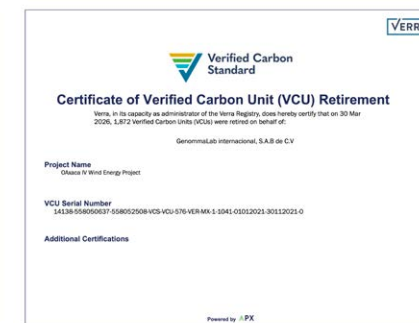 VERR
Verified Carbon
Standard
Certificate of Verified Carbon Unit (VCU) Retirement
Verra, in its capacity as administrator of the Verra Registry, does hereby certify that on 30 Mar
2026, 1,872 Verified Carbon Units (VCUs) were retired on behalf of:
GenommaLab internacional, S.A.B de C.V
Project Name
OAxaca IV Wind Energy Project
VCU Serial Number
14138-558050637-558052508-VCS-VCU-576-VER-MX-1-1041-01012021-30112021-0
Additional Certifications
Powered by APX